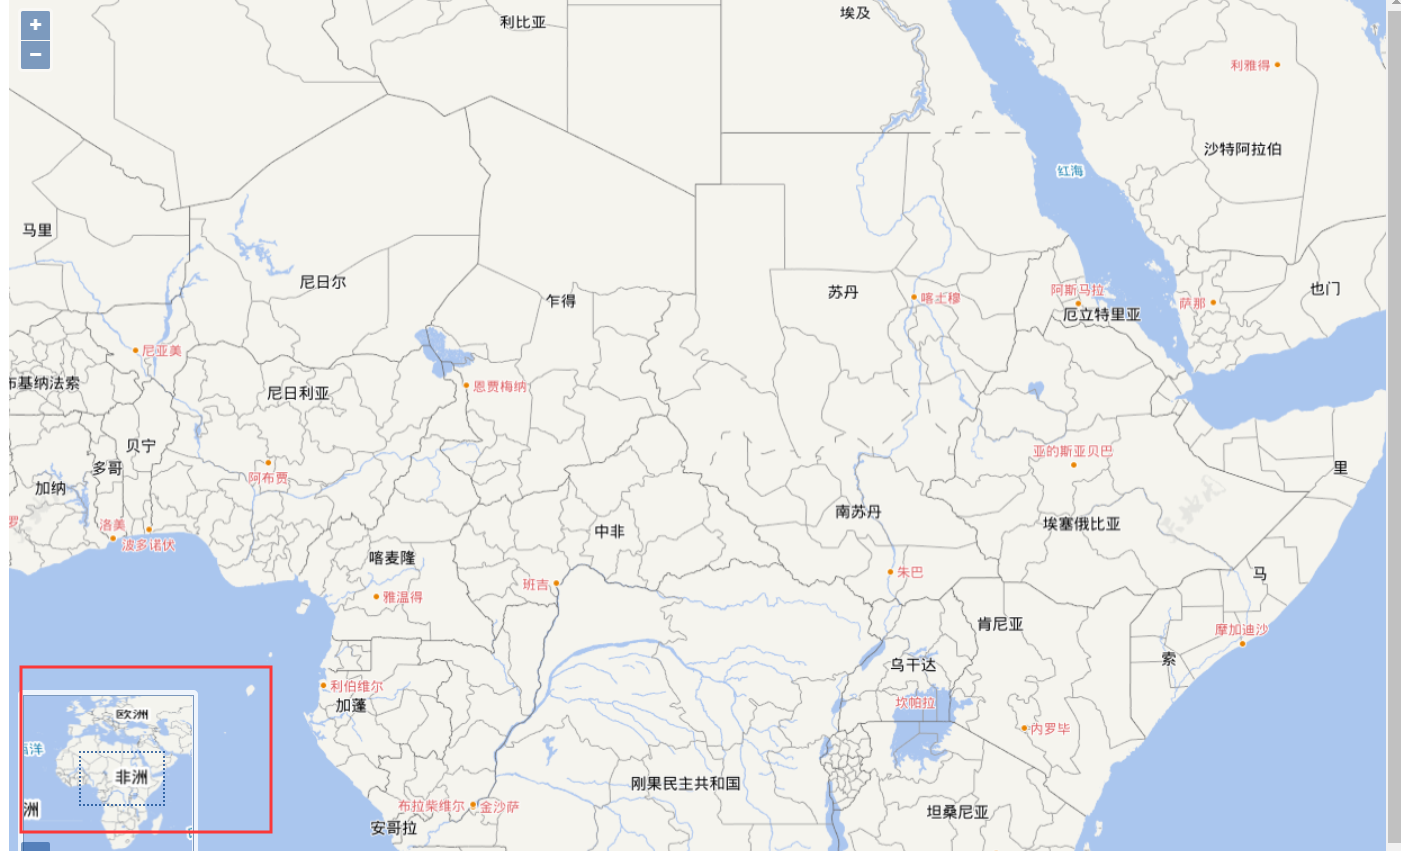 +
−
利比亚
埃及
利雅得
沙特阿拉伯
红海
马里
尼日尔
乍得
苏丹
喀土穆
阿斯马拉
厄立特里亚
萨那
也门
尼亚美
布基纳法索
尼日利亚
恩贾梅纳
贝宁
多哥
加纳
阿布贾
亚的斯亚贝巴
里
罗
洛美
波多诺伏
中非
南苏丹
埃塞俄比亚
喀麦隆
雅温得
班吉
朱巴
马
肯尼亚
摩加迪沙
索
乌干达
利伯维尔
加蓬
坎帕拉
内罗毕
欧洲
洋
非洲
洲
刚果民主共和国
布拉柴维尔
金沙萨
安哥拉
坦桑尼亚